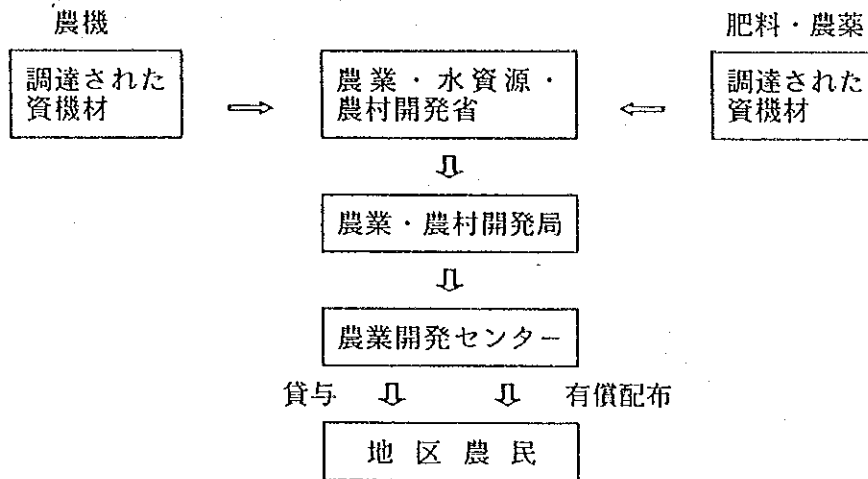 農機
肥料・農薬
調達された
資機材
農業・水資源・
農村開発省
調達された
資機材
農業・農村開発局
農業開発センター
貸与
有償配布
地区農民